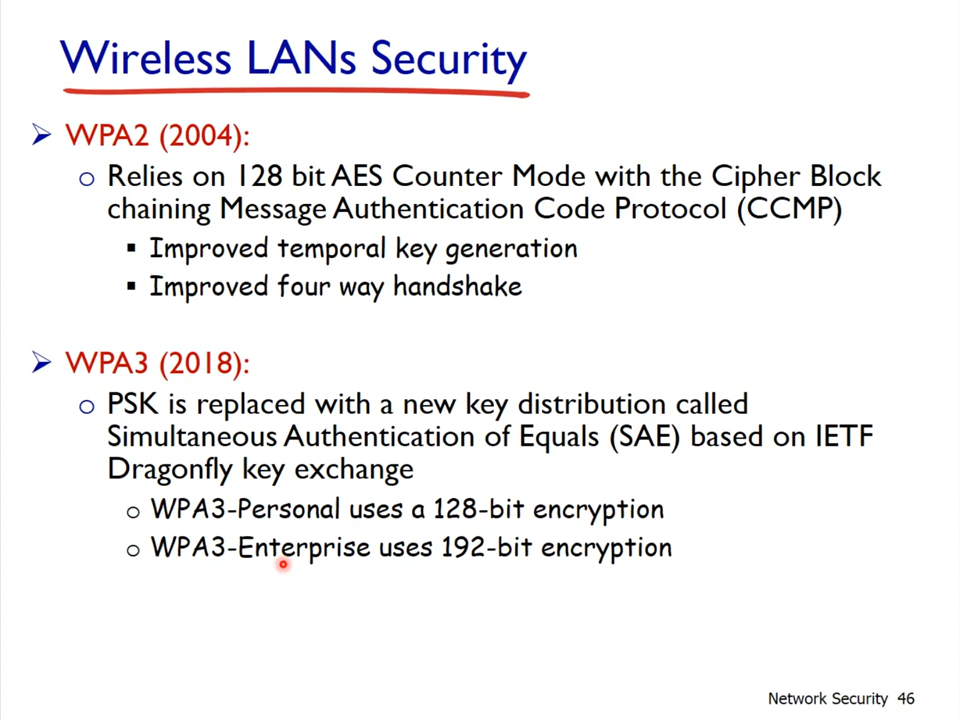 Wireless LANs Security
WPA2 (2004):
Relies on 128 bit AES Counter Mode with the Cipher Block
chaining Message Authentication Code Protocol (CCMP)
Improved temporal key generation
Improved four way handshake
WPA3 (2018):
PSK is replaced with a new key distribution called
Simultaneous Authentication of Equals (SAE) based on IETF
Dragonfly key exchange
WPA3-Personal uses a 128-bit encryption
WPA3-Enterprise uses 192-bit encryption
Network Security 46